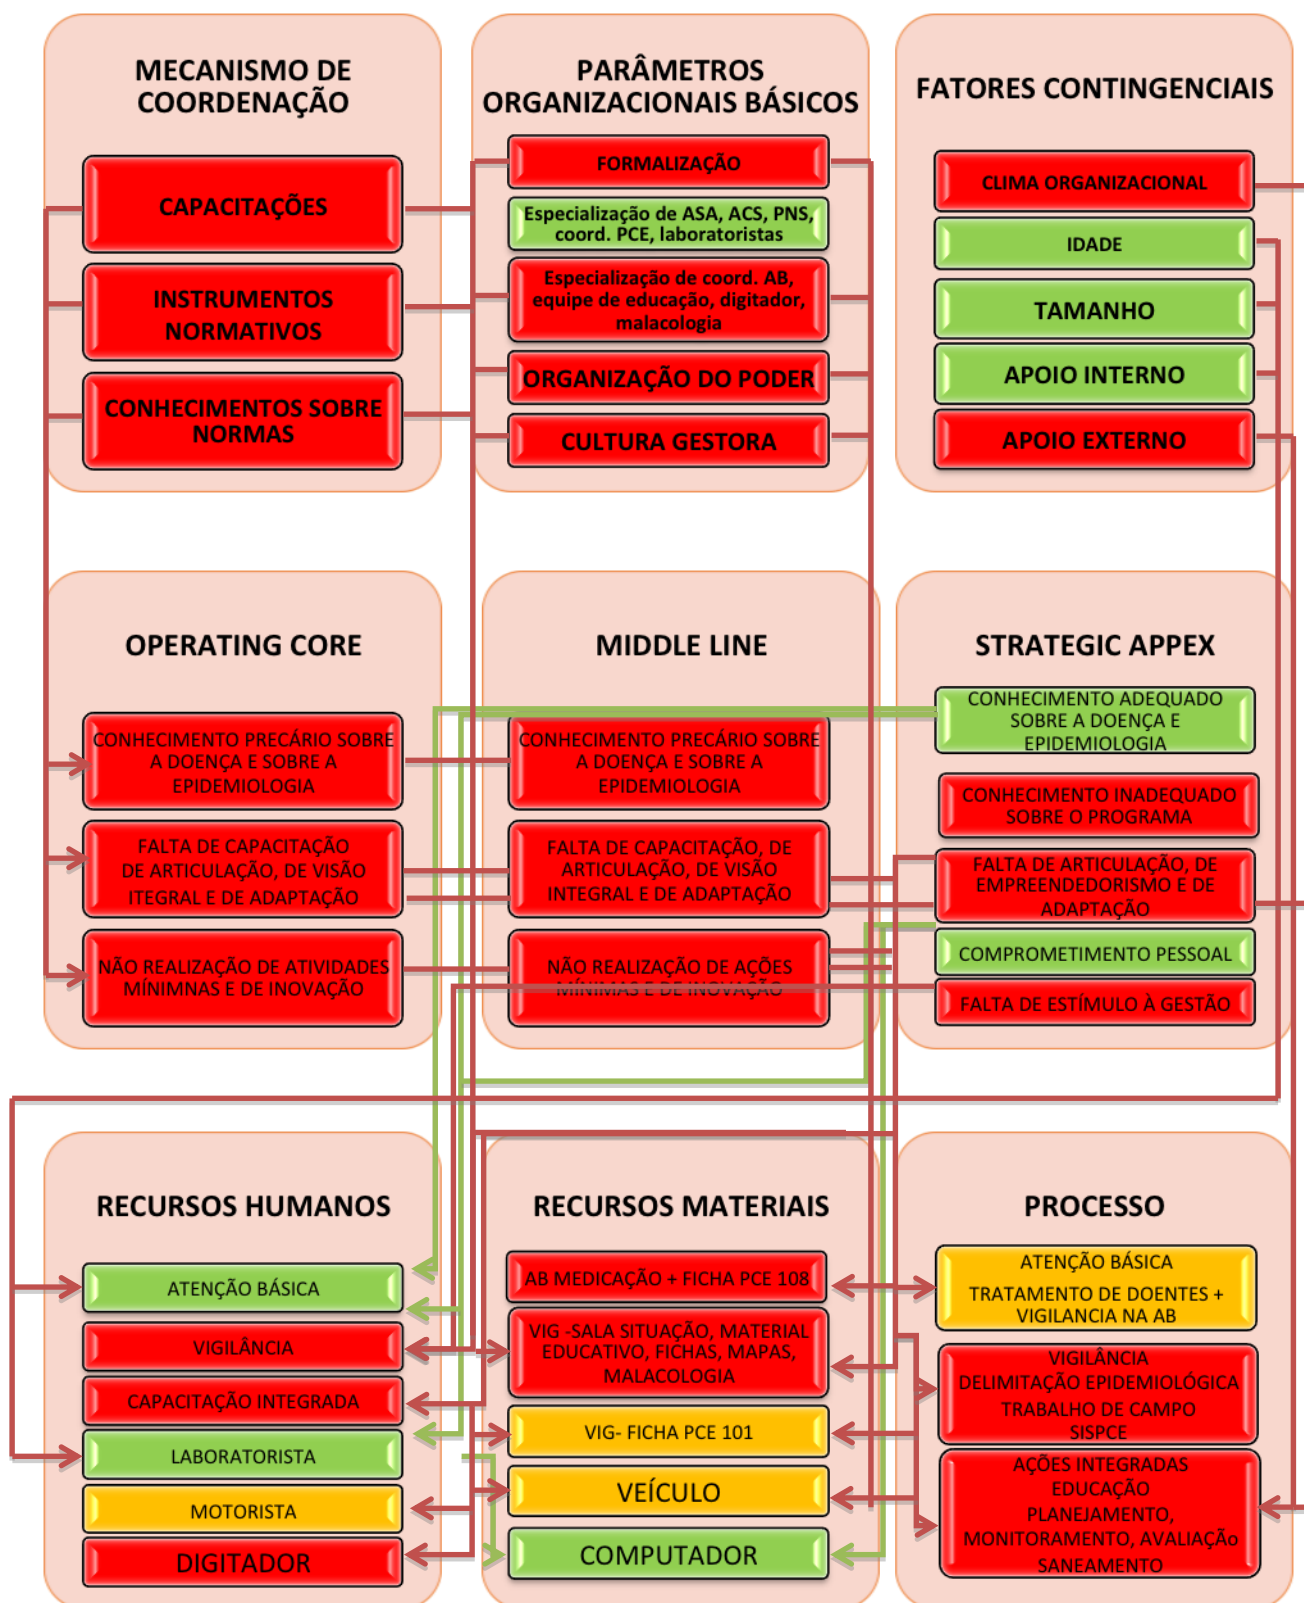 MECANISMO DE
COORDENAÇÃO
CAPACITAÇÕES
INSTRUMENTOS
NORMATIVOS
CONHECIMENTOS SOBRE
NORMAS
PARÂMETROS
ORGANIZACIONAIS BÁSICOS
FORMALIZAÇÃO
Especialização de ASA, ACS, PNS,
coord. PCE, laboratoristas
Especialização de coord. AB,
equipe de educação, digitador,
malacologia
ORGANIZAÇÃO DO PODER
CULTURA GESTORA
FATORES CONTINGENCIAIS
CLIMA ORGANIZACIONAL
IDADE
TAMANHO
APOIO INTERNO
APOIO EXTERNO
OPERATING CORE
CONHECIMENTO PRECÁRIO SOBRE
A DOENÇA E SOBRE A
EPIDEMIOLOGIA
FALTA DE CAPACITAÇÃO
DE ARTICULAÇÃO, DE VISÃO
ITEGRAL E DE ADAPTAÇÃO
NÃO REALIZAÇÃO DE ATIVIDADES
MÍNIMNAS E DE INOVAÇÃO
MIDDLE LINE
CONHECIMENTO PRECÁRIO SOBRE
A DOENÇA E SOBRE A
EPIDEMIOLOGIA
FALTA DE CAPACITAÇÃO, DE
ARTICULAÇÃO, DE VISÃO
INTEGRAL E DE ADAPTAÇÃO
NÃO REALIZAÇÃO DE AÇÕES
MÍNIMAS E DE INOVAÇÃO
STRATEGIC APPEX
CONHECIMENTO ADEQUADO
SOBRE A DOENÇA E
EPIDEMIOLOGIA
CONHECIMENTO INADEQUADO
SOBRE O PROGRAMA
FALTA DE ARTICULAÇÃO, DE
EMPREENDEDORISMO E DE
ADAPTAÇÃO
COMPROMETIMENTO PESSOAL
FALTA DE ESTÍMULO À GESTÃO
RECURSOS HUMANOS
ATENÇÃO BÁSICA
VIGILÂNCIA
CAPACITAÇÃO INTEGRADA
LABORATORISTA
MOTORISTA
DIGITADOR
RECURSOS MATERIAIS
AB MEDICAÇÃO + FICHA PCE 108
VIG -SALA SITUAÇÃO, MATERIAL
EDUCATIVO, FICHAS, MAPAS,
MALACOLOGIA
VIG- FICHA PCE 101
VEÍCULO
COMPUTADOR
PROCESSO
ATENÇÃO BÁSICA
TRATAMENTO DE DOENTES +
VIGILANCIA NA AB
VIGILÂNCIA
DELIMITAÇÃO EPIDEMIOLÓGICA
TRABALHO DE CAMPO
SISPCE
AÇÕES INTEGRADAS
EDUCAÇÃO
PLANEJAMENTO,
MONITORAMENTO, AVALIAÇÃo
SANEAMENTO